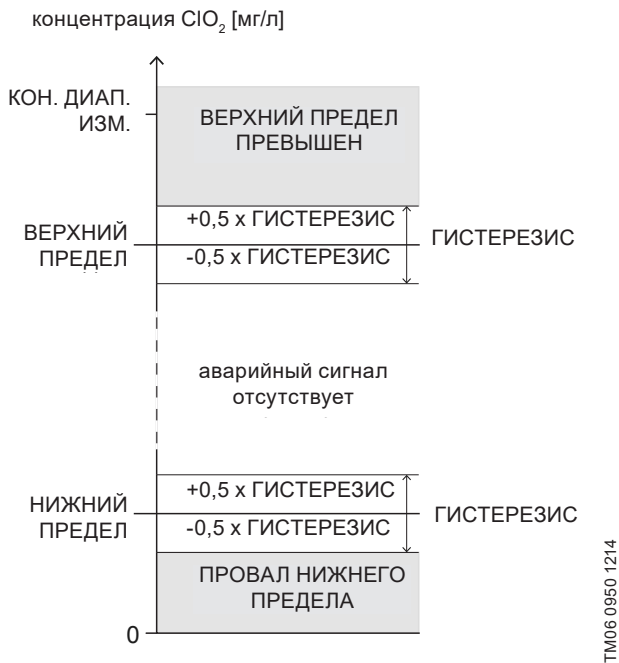 концентрация ClO2 [мг/л]
КОН. ДИАП.
ИЗМ.
ВЕРХНИЙ ПРЕДЕЛ
ПРЕВЫШЕН
+0,5 x ГИСТЕРЕЗИС
ВЕРХНИЙ
ПРЕДЕЛ
ГИСТЕРЕЗИС
-0,5 x ГИСТЕРЕЗИС
аварийный сигнал
отсутствует
+0,5 x ГИСТЕРЕЗИС
НИЖНИЙ
ПРЕДЕЛ
ГИСТЕРЕЗИС
-0,5 x ГИСТЕРЕЗИС
ПРОВАЛ НИЖНЕГО
ПРЕДЕЛА
0
TM06 0950 1214